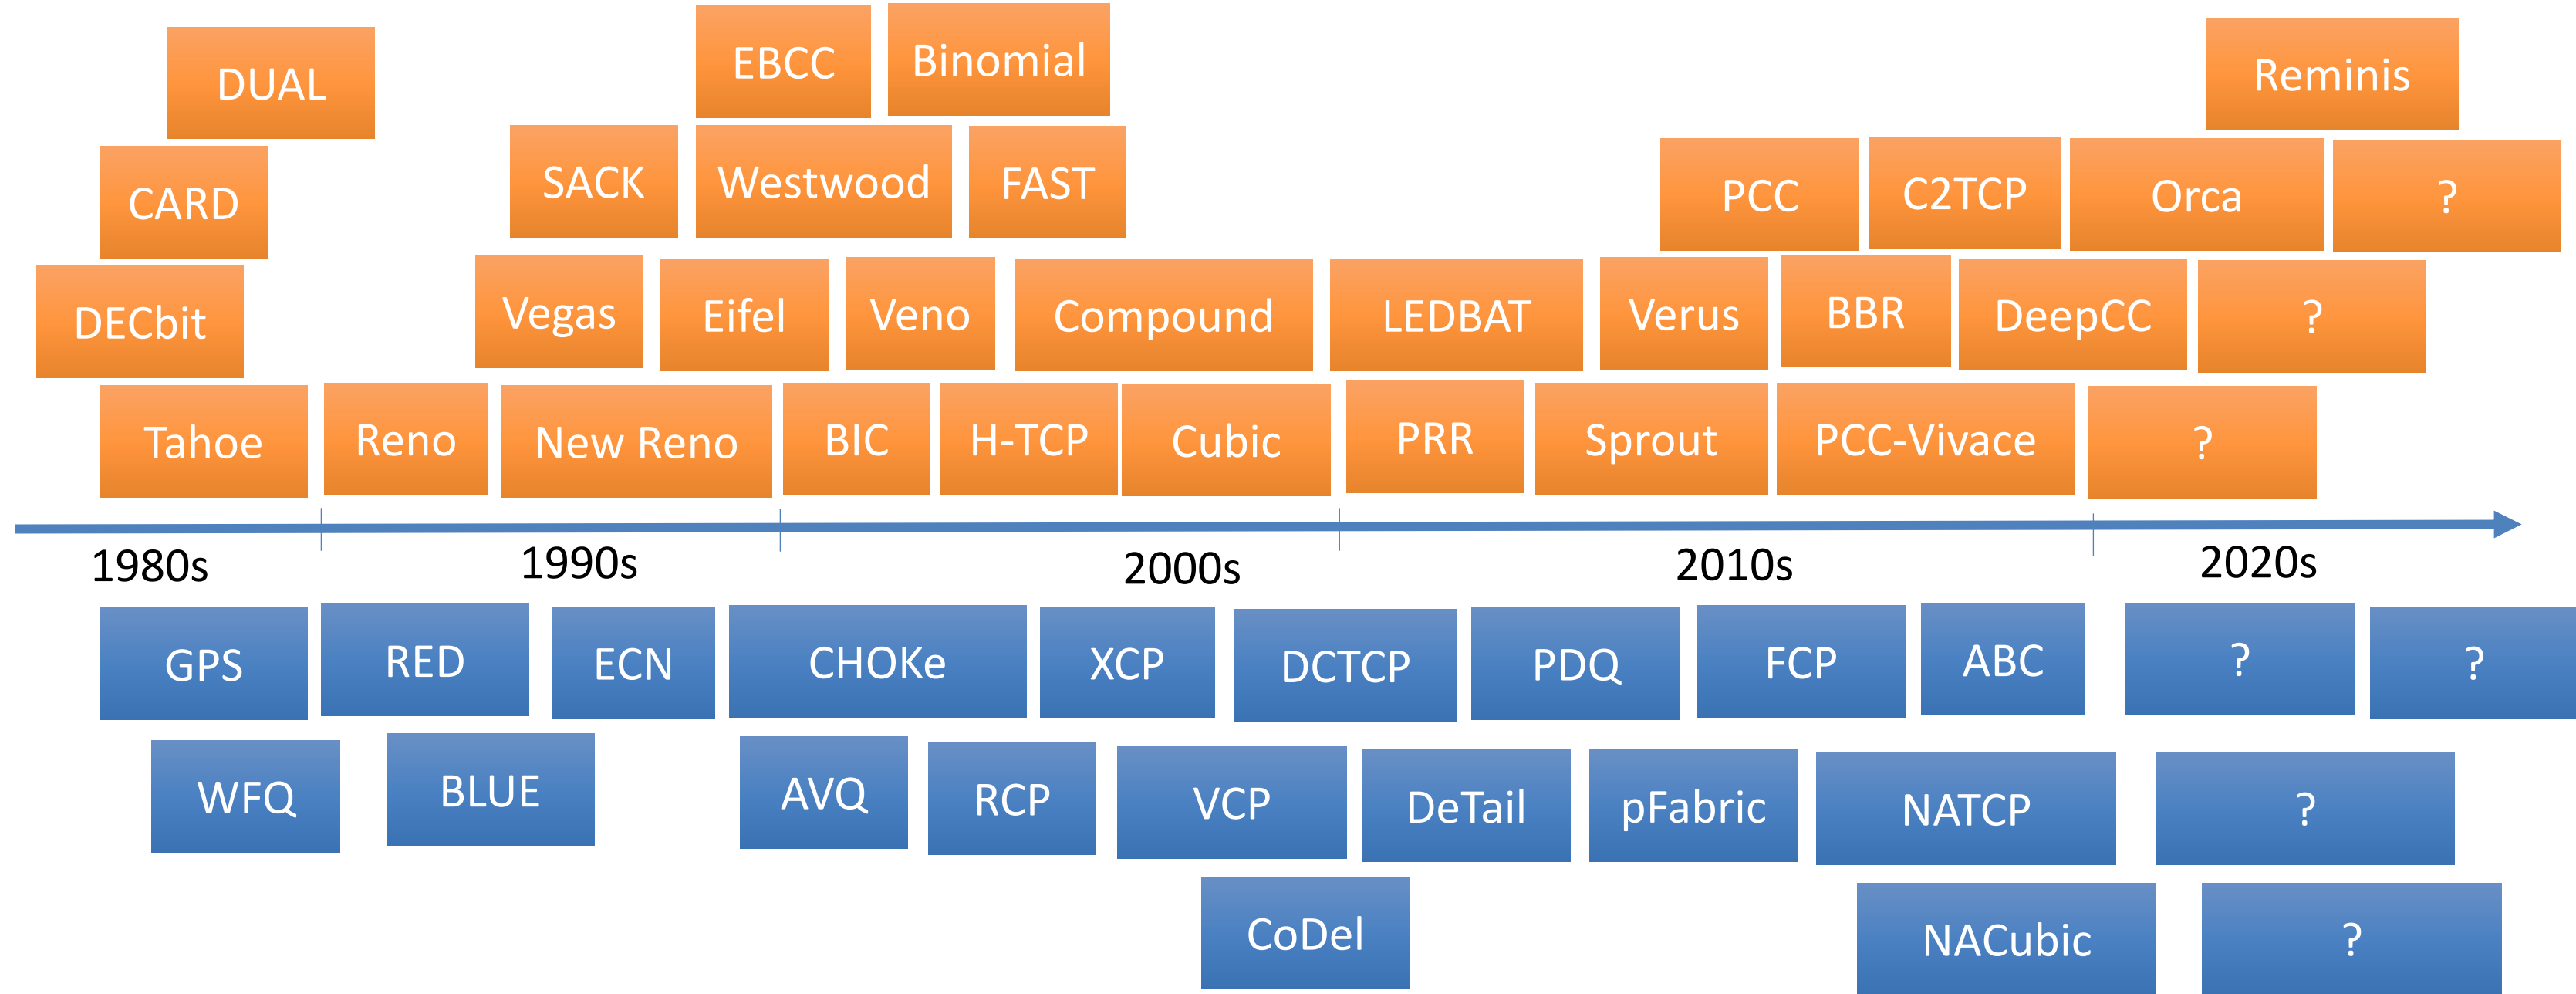 EBCC Binomial
DUAL Reminis
SACK Westwood FAST PCC C2TCP Orca ?
CARD
Vegas Eifel Veno Compound LEDBAT Verus BBR DeepCC ?
DECbit
Tahoe Reno New Reno BIC H-TCP Cubic PRR Sprout PCC-Vivace ?
1980s 1990s 2000s 2010s 2020s
GPS RED ECN CHOKe XCP DCTCP PDQ FCP ABC ? ?
WFQ BLUE AVQ RCP VCP DeTail pFabric NATCP ?
CoDel NACubic ?